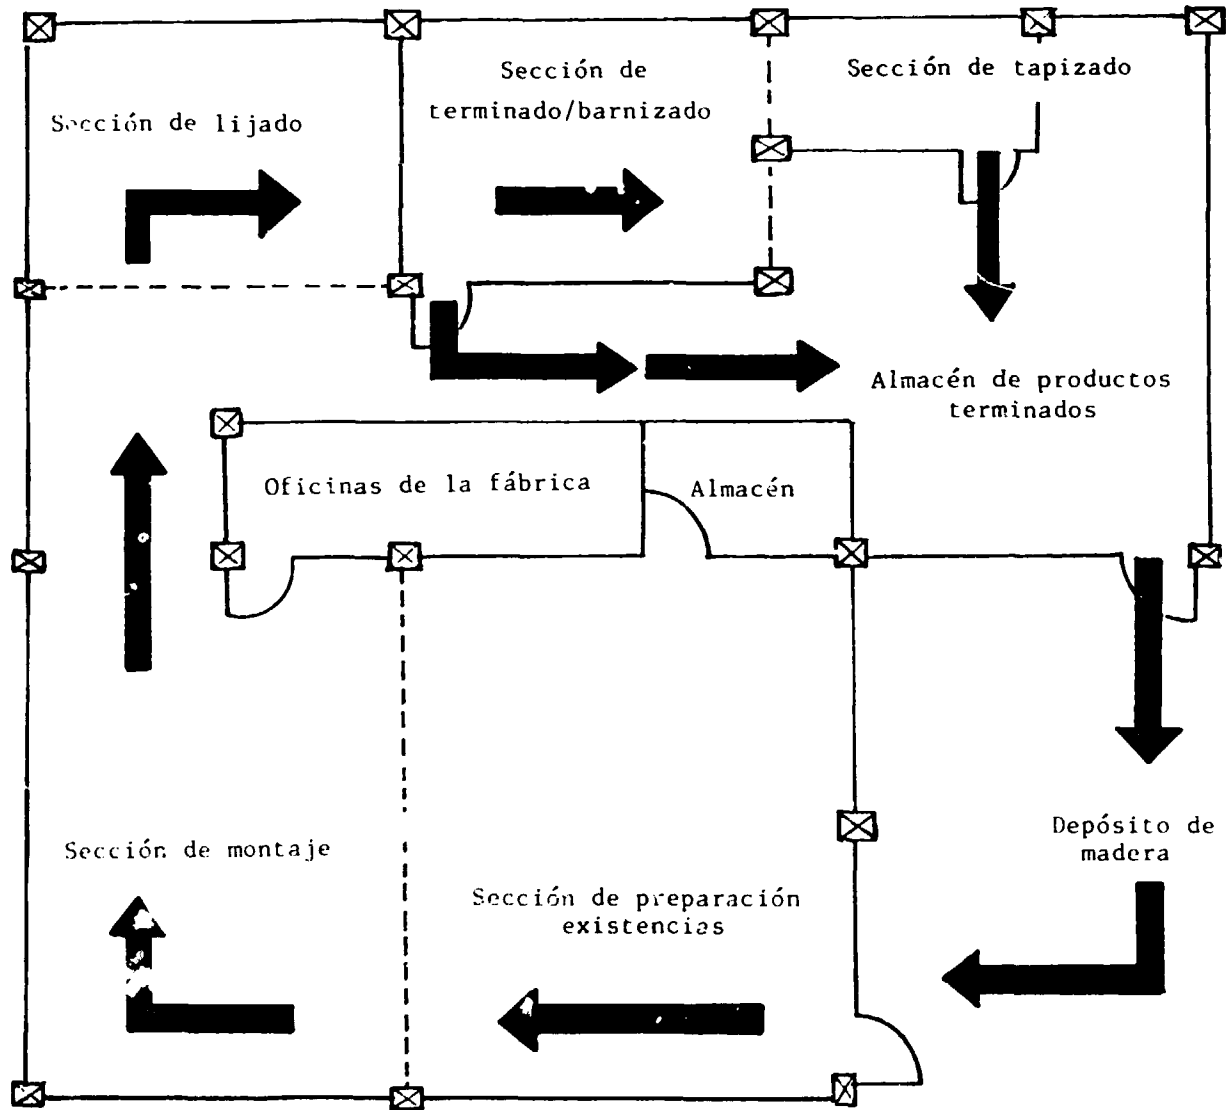 Sección de
terminado/barnizado
Sección de tapizado
Sección de lijado
Almacén de productos
terminados
Oficinas de la fábrica
Almacén
Depósito de
madera
Sección de montaje
Sección de preparación
existencias